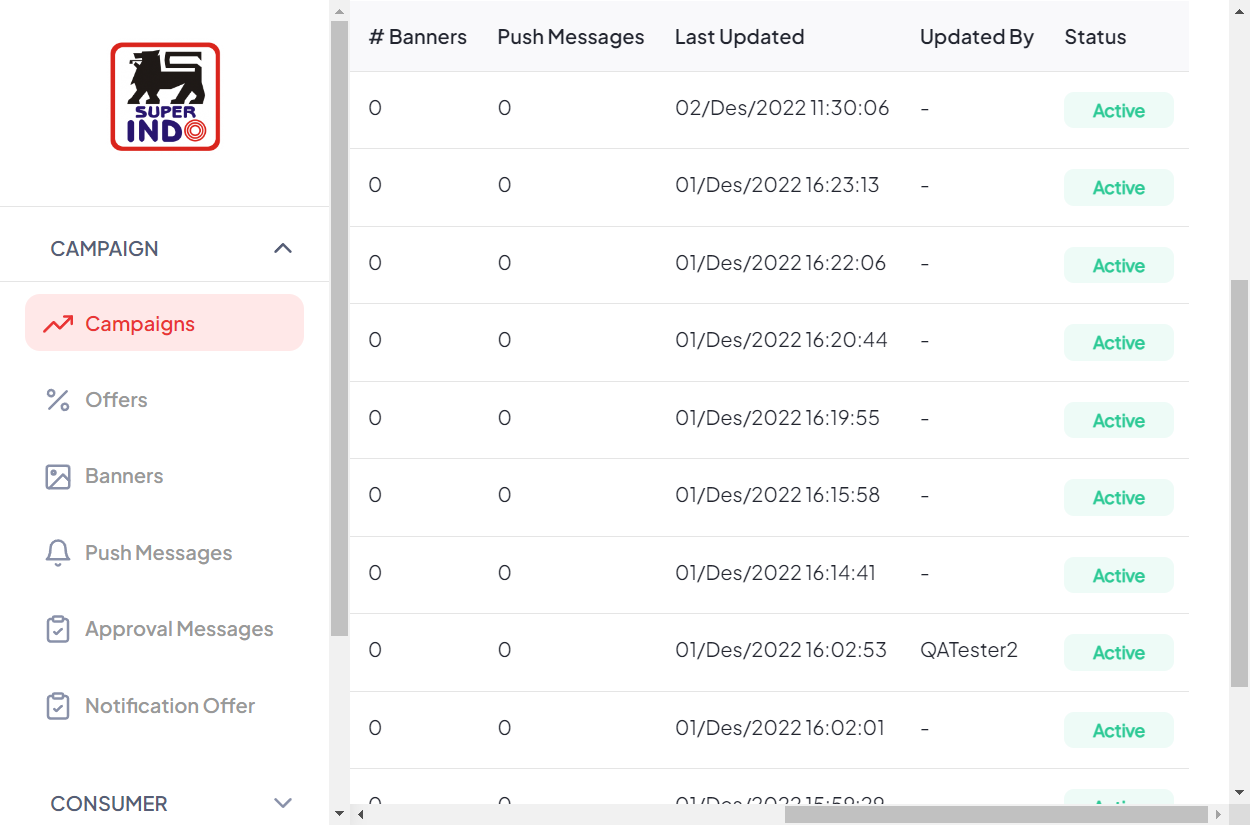 SUPER
INDO
CAMPAIGN
Campaigns
Offers
Banners
Push Messages
Approval Messages
Notification Offer
CONSUMER
# Banners Push Messages Last Updated Updated By Status
0 0 02/Des/2022 11:30:06 - Active
0 0 01/Des/2022 16:23:13 - Active
0 0 01/Des/2022 16:22:06 - Active
0 0 01/Des/2022 16:20:44 - Active
0 0 01/Des/2022 16:19:55 - Active
0 0 01/Des/2022 16:15:58 - Active
0 0 01/Des/2022 16:14:41 - Active
0 0 01/Des/2022 16:02:53 QATester2 Active
0 0 01/Des/2022 16:02:01 - Active
0 0 01/Des/2022